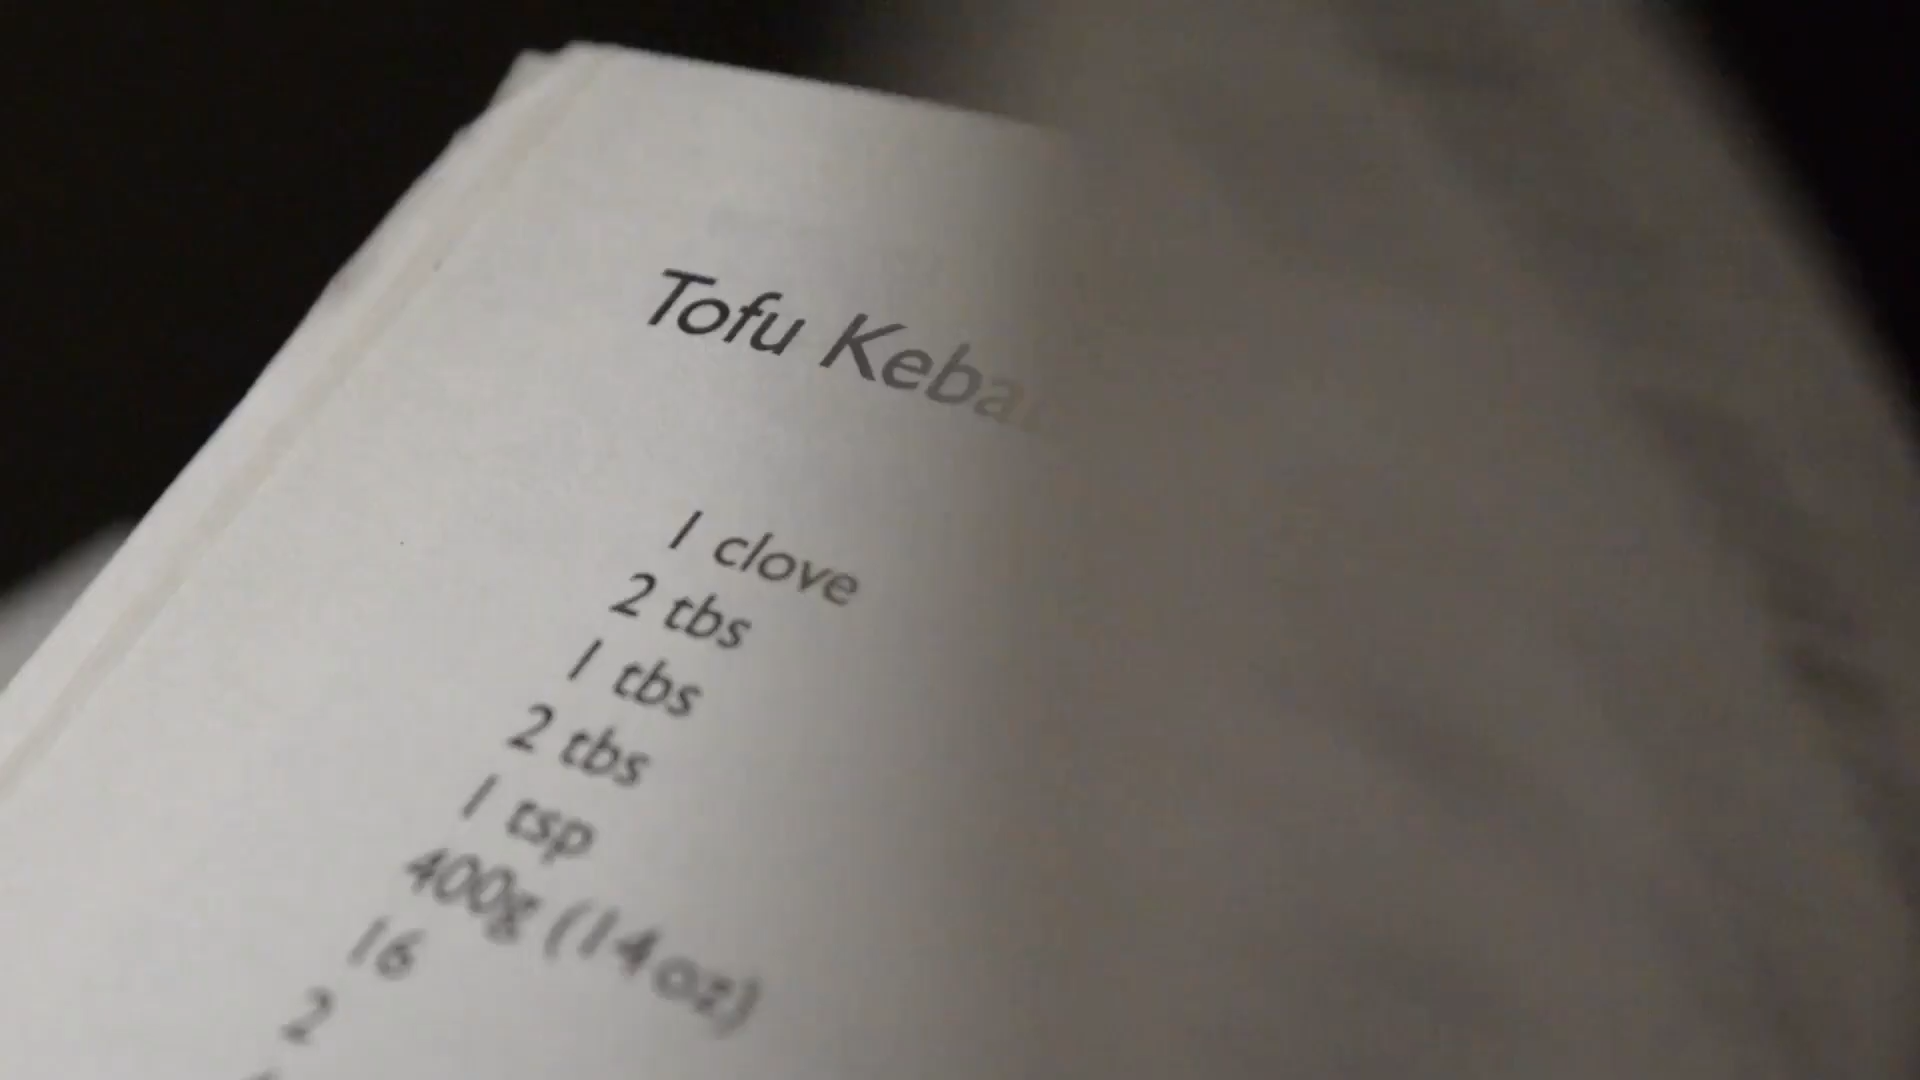 Tofu Keba
1 clove
2 tbs
1 tbs
2 tbs
1 tsp
400g (14oz)
16
2